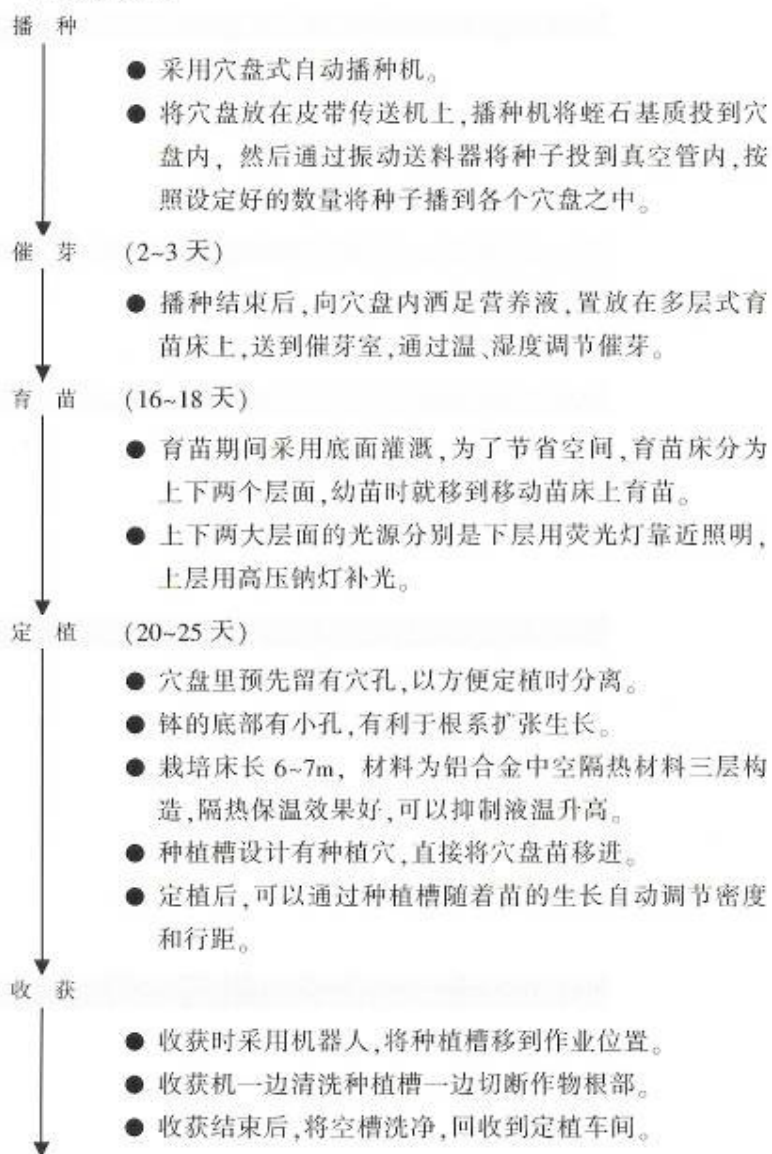 播 种
● 采用穴盘式自动播种机。
● 将穴盘放在皮带传送机上,播种机将蛭石基质投到穴
盘内，然后通过振动送料器将种子投到真空管内,按
照设定好的数量将种子播到各个穴盘之中。
催 芽 (2~3 天)
● 播种结束后,向穴盘内洒足营养液,置放在多层式育
苗床上,送到催芽室,通过温、湿度调节催芽。
育 苗 (16~18 天)
● 育苗期间采用底面灌溉,为了节省空间,育苗床分为
上下两个层面,幼苗时就移到移动苗床上育苗。
● 上下两大层面的光源分别是下层用荧光灯靠近照明,
上层用高压钠灯补光。
定 植 (20~25 天)
● 穴盘里预先留有穴孔,以方便定植时分离。
● 钵的底部有小孔,有利于根系扩张生长。
● 栽培床长 6~7m，材料为铝合金中空隔热材料三层构
造,隔热保温效果好,可以抑制液温升高。
● 种植槽设计有种植穴,直接将穴盘苗移进。
● 定植后,可以通过种植槽随着苗的生长自动调节密度
和行距。
收 获
● 收获时采用机器人,将种植槽移到作业位置。
● 收获机一边清洗种植槽一边切断作物根部。
● 收获结束后,将空槽洗净,回收到定植车间。